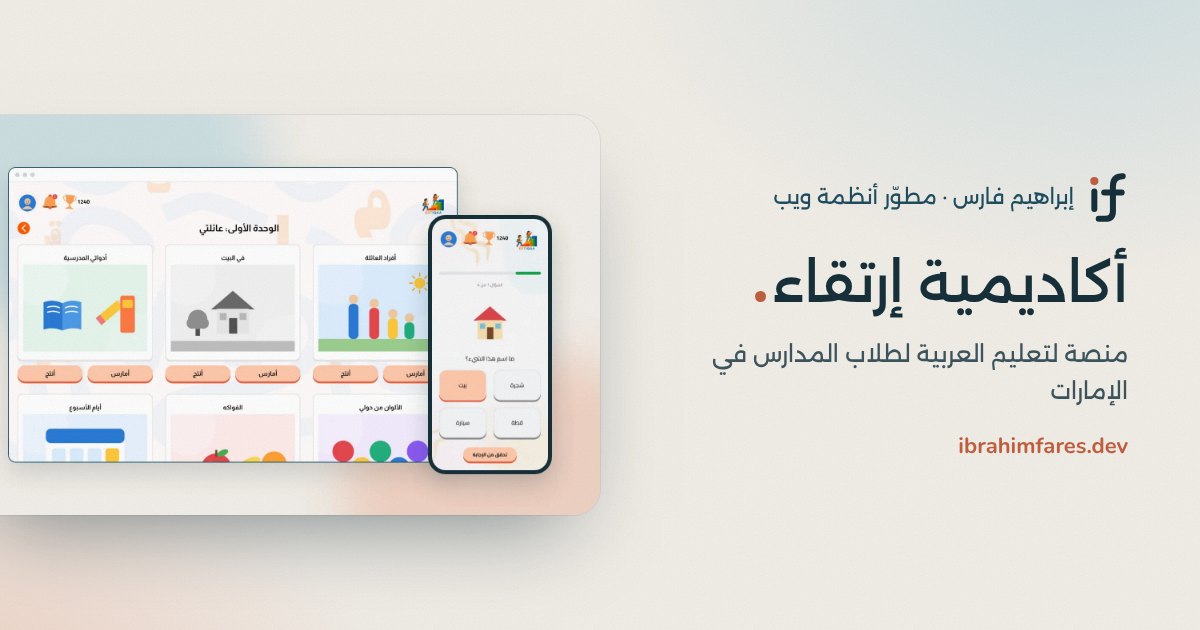 إبراهيم فارس · مطوّر أنظمة ويب
if
أكاديمية إرتقاء.
منصة لتعليم العربية لطلاب المدارس في
الإمارات
ibrahimfares.dev
1240
الوحدة الأولى: عائلتي
أفراد العائلة
في البيت
أدواتي المدرسية
أمارس
أنتج
أمارس
أنتج
أمارس
أنتج
الألوان من حولي
الفواكه
أيام الأسبوع
1240
ما اسم هذا الشيء؟
شجرة
بيت
قطة
سيارة
تحقق من الإجابة